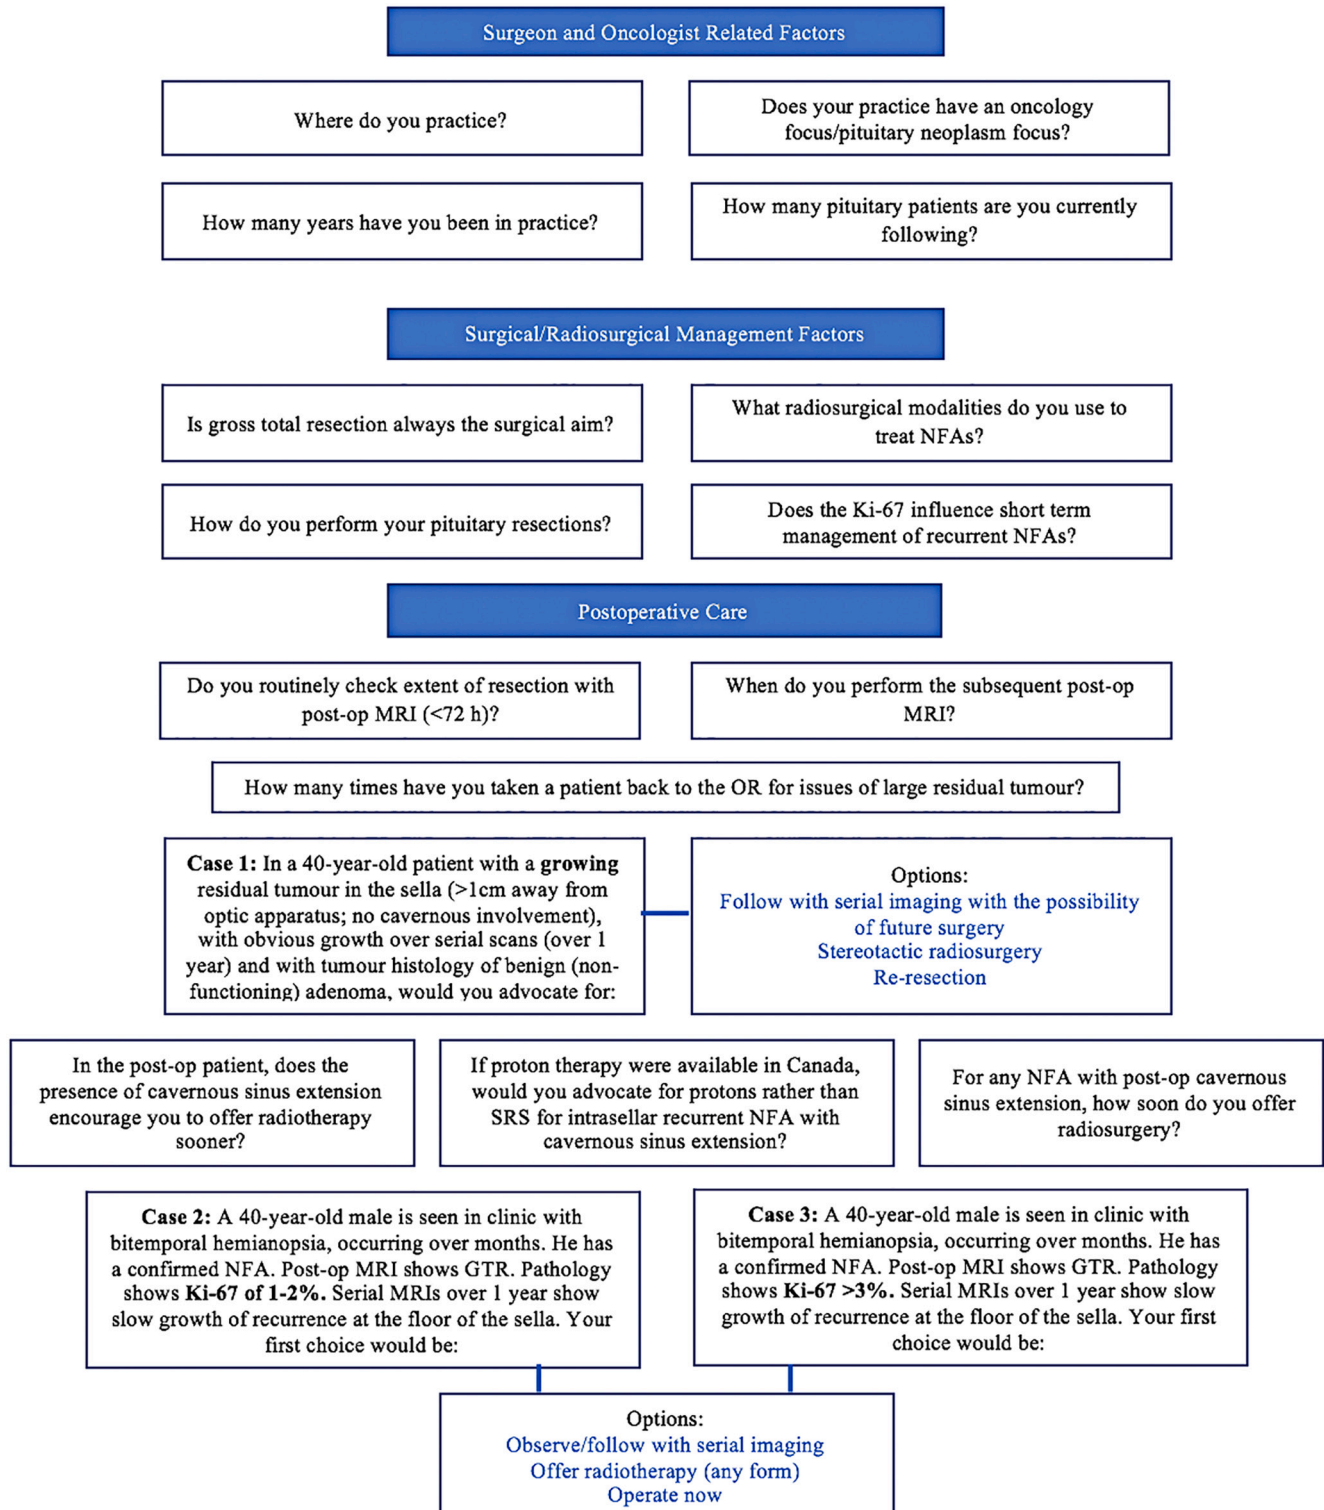 Surgeon and Oncologist Related Factors
Where do you practice?
Does your practice have an oncology
focus/pituitary neoplasm focus?
How many years have you been in practice?
How many pituitary patients are you currently
following?
Surgical/Radiosurgical Management Factors
Is gross total resection always the surgical aim?
What radiosurgical modalities do you use to
treat NFAs?
How do you perform your pituitary resections?
Does the Ki-67 influence short term
management of recurrent NFAs?
Postoperative Care
Do you routinely check extent of resection with
post-op MRI (<72 h)?
When do you perform the subsequent post-op
MRI?
How many times have you taken a patient back to the OR for issues of large residual tumour?
Case 1: In a 40-year-old patient with a growing
residual tumour in the sella (>1cm away from
optic apparatus; no cavernous involvement),
with obvious growth over serial scans (over 1
year) and with tumour histology of benign (non-
functioning) adenoma, would you advocate for:
Options:
Follow with serial imaging with the possibility
of future surgery
Stereotactic radiosurgery
Re-resection
In the post-op patient, does the
presence of cavernous sinus extension
encourage you to offer radiotherapy
sooner?
If proton therapy were available in Canada,
would you advocate for protons rather than
SRS for intrasellar recurrent NFA with
cavernous sinus extension?
For any NFA with post-op cavernous
sinus extension, how soon do you offer
radiosurgery?
Case 2: A 40-year-old male is seen in clinic with
bitemporal hemianopsia, occurring over months. He has
a confirmed NFA. Post-op MRI shows GTR. Pathology
shows Ki-67 of 1-2%. Serial MRIs over 1 year show
slow growth of recurrence at the floor of the sella. Your
first choice would be:
Case 3: A 40-year-old male is seen in clinic with
bitemporal hemianopsia, occurring over months. He has
a confirmed NFA. Post-op MRI shows GTR. Pathology
shows Ki-67 >3%. Serial MRIs over 1 year show slow
growth of recurrence at the floor of the sella. Your first
choice would be:
Options:
Observe/follow with serial imaging
Offer radiotherapy (any form)
Operate now